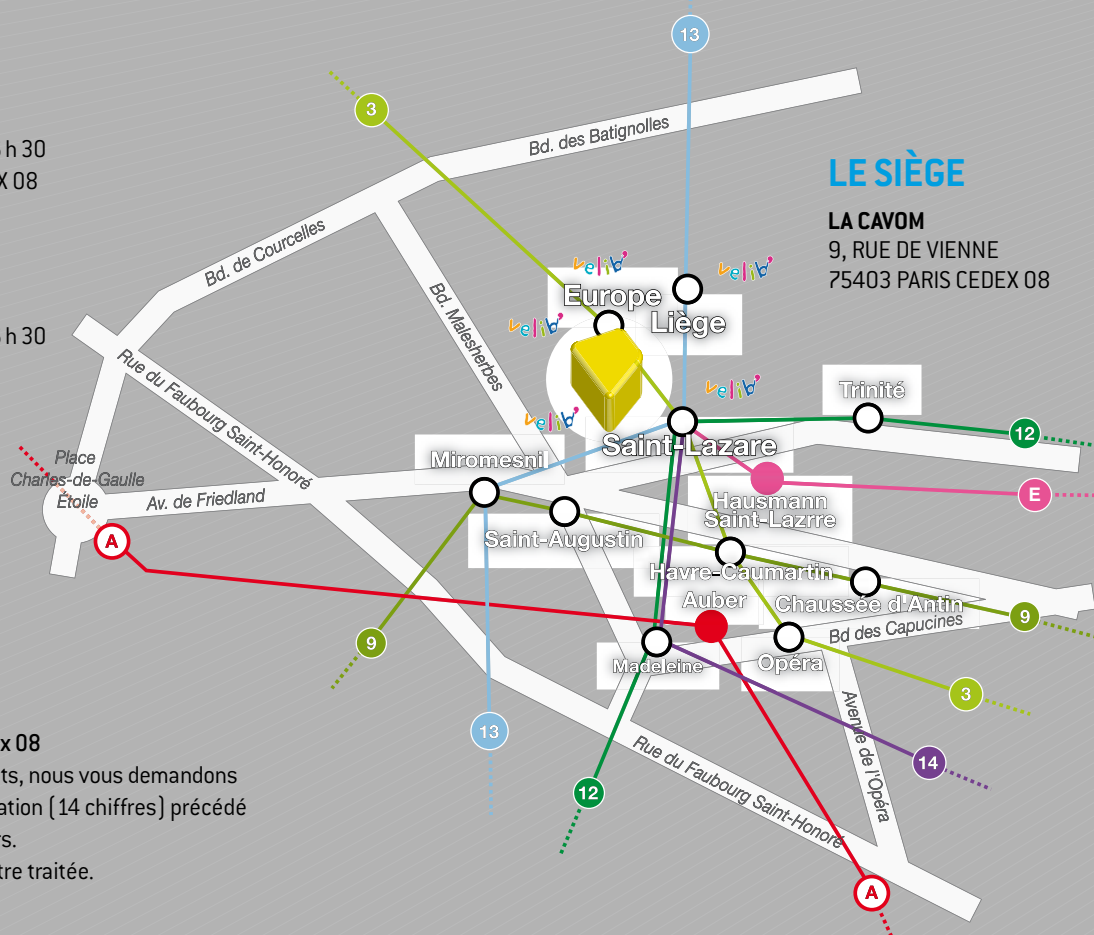 h 30
X 08
h 30
x 08
ts, nous vous demandons
ation (14 chiffres) précédé
rs.
tre traitée.
LE SIÈGE
LA CAVOM
9, RUE DE VIENNE
75403 PARIS CEDEX 08
13
3
Bd. des Batignolles
Bd. de Courcelles
Bd. Malesherbes
velib'
velib'
Europe
Liège
velib'
velib'
velib'
Trinité
12
Rue du Faubourg Saint-Honoré
Saint-Lazare
Miromesnil
Place
Charles-de-Gaulle
Etoile
Av. de Friedland
E
Hausmann
Saint-Lazrre
A
Saint-Augustin
Havre-Caumartin
Auber
Chaussée d'Antin
9
9
Bd des Capucines
Madeleine
Opéra
3
13
14
Avenue de l'Opéra
12
Rue du Faubourg Saint-Honoré
A